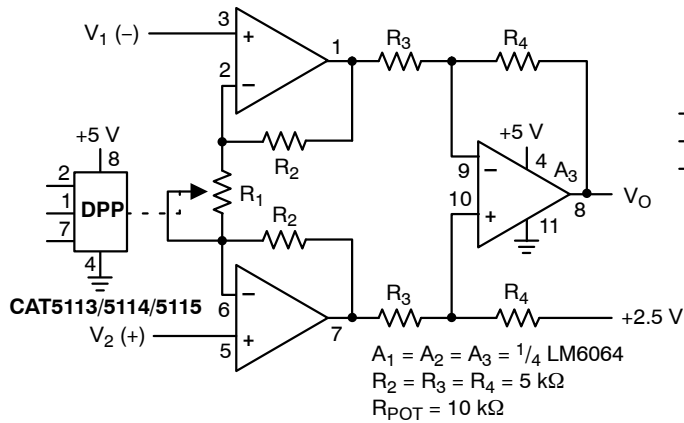 3
V₁ (–)
+
1
R₃
R₄
2
–
+5 V
8
R₂
+5 V
4
A₃
2
1
DPP
7
R₁
9
–
10
+
8
V_O
11
R₂
4
CAT5113/5114/5115
–
6
7
R₃
R₄
+2.5 V
V₂ (+)
5
+
A₁ = A₂ = A₃ = 1/4 LM6064
R₂ = R₃ = R₄ = 5 kΩ
R_POT = 10 kΩ